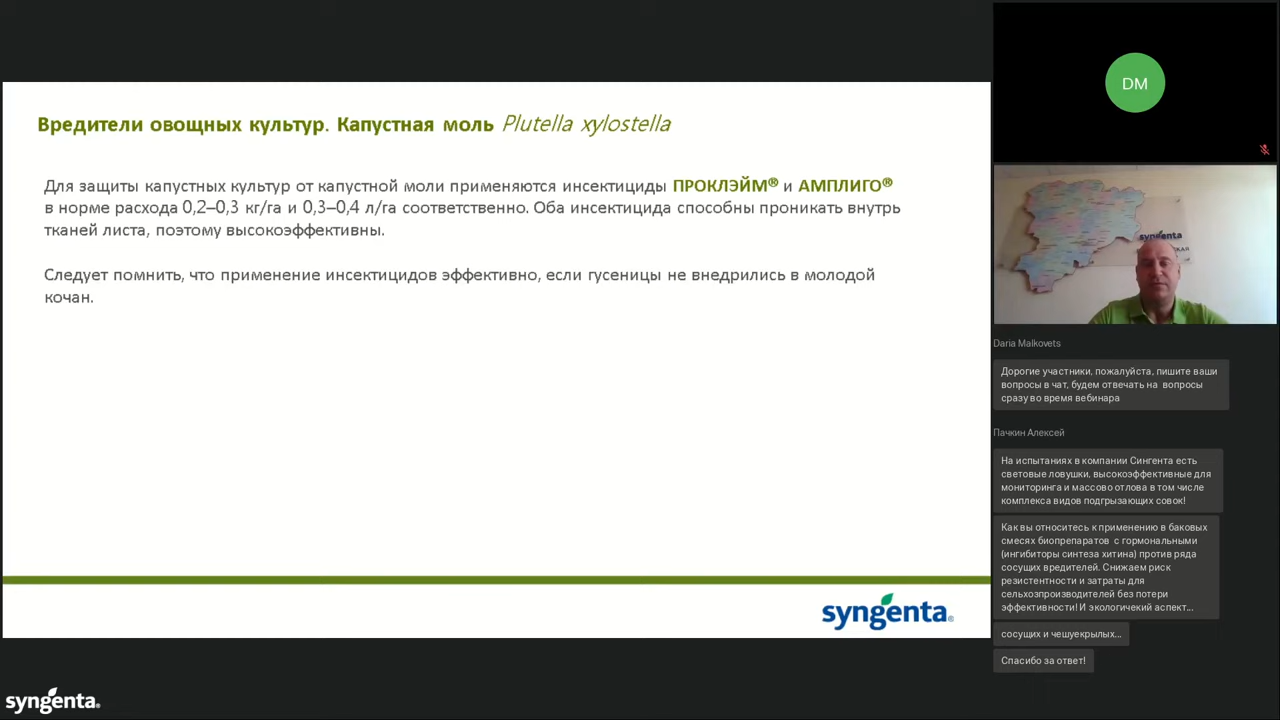 Вредители овощных культур. Капустная моль Plutella xylostella
Для защиты капустных культур от капустной моли применяются инсектициды ПРОКЛЭЙМ® и АМПЛИГО®
в норме расхода 0,2–0,3 кг/га и 0,3–0,4 л/га соответственно. Оба инсектицида способны проникать внутрь
тканей листа, поэтому высокоэффективны.
Следует помнить, что применение инсектицидов эффективно, если гусеницы не внедрились в молодой
кочан.
syngenta®
syngenta®
DM
syngenta
Daria Malkovets
Дорогие участники, пожалуйста, пишите ваши
вопросы в чат, будем отвечать на вопросы
сразу во время вебинара
Пачкин Алексей
На испытаниях в компании Сингента есть
световые ловушки, высокоэффективные для
мониторинга и массово отлова в том числе
комплекса видов подгрызающих совок!
Как вы относитесь к применению в баковых
смесях биопрепаратов с гормональными
(ингибиторы синтеза хитина) против ряда
сосущих вредителей. Снижаем риск
резистентности и затраты для
сельхозпроизводителей без потери
эффективности! И экологичекий аспект...
сосущих и чешуекрылых...
Спасибо за ответ!